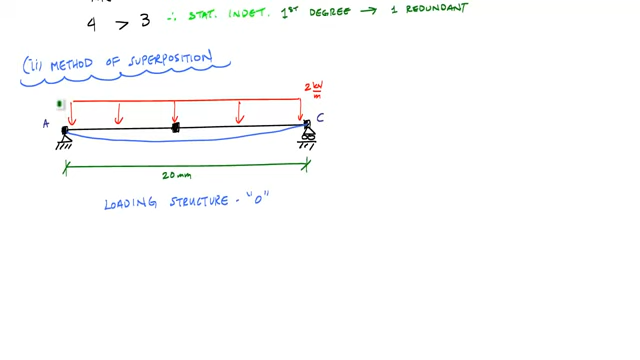 4 > 3 ∴ STAT. INDET. 1ST DEGREE → 1 REDUNDANT
(ii) METHOD OF SUPERPOSITION
2 kN/m
A
C
20 mm
LOADING STRUCTURE - "0"